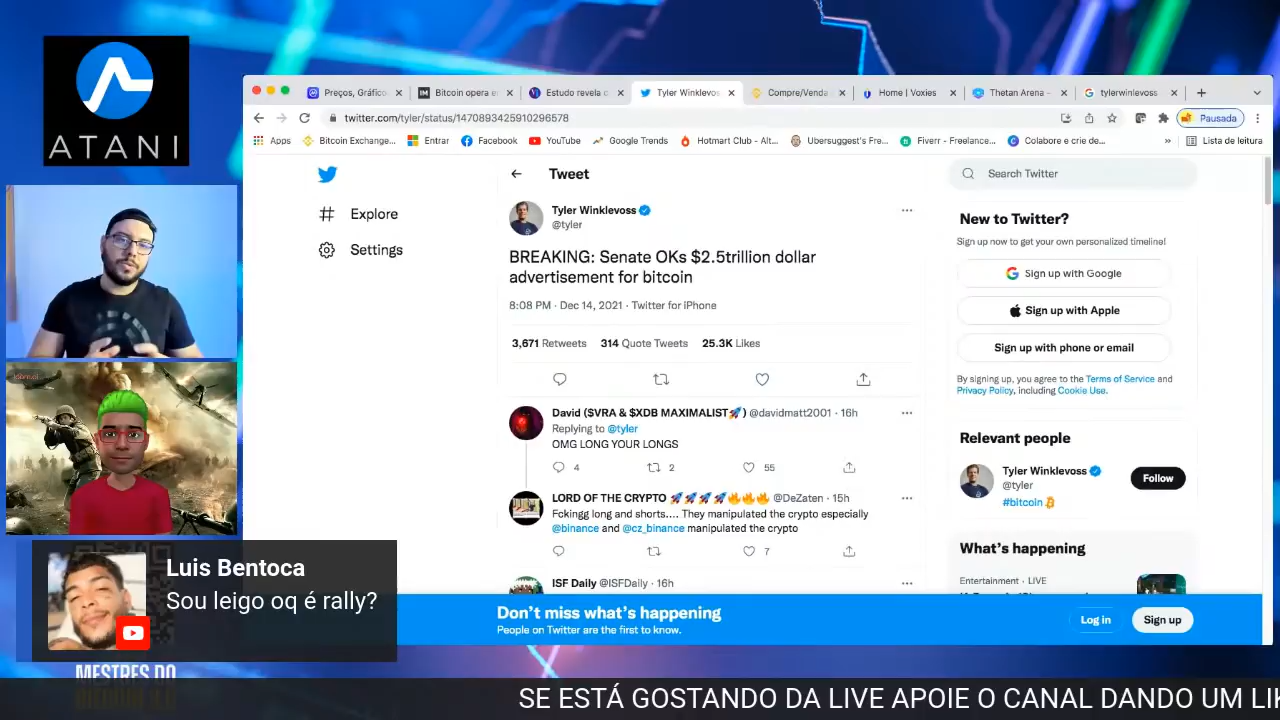 ATANI
Luis Bentoca
Sou leigo oq é rally?
MESTRES DO
SE ESTÁ GOSTANDO DA LIVE APOIE O CANAL DANDO UM LI
Preços, Gráfico
Bitcoin opera e
Estudo revela
Tyler Winklevos
Compre/Venda
Home | Voxies
Thetan Arena -
tylerwinlevoss
twitter.com/tyler/status/1470893425910296578
Pausada
Apps
Bitcoin Exchange...
Entrar
Facebook
YouTube
Google Trends
Hotmart Club - Alt...
Ubersuggest's Fre...
Fiverr - Freelance...
Colabore e crie de...
»
Lista de leitura
Explore
Settings
Tweet
Tyler Winklevoss
@tyler
BREAKING: Senate OKs $2.5trillion dollar
advertisement for bitcoin
8:08 PM · Dec 14, 2021 · Twitter for iPhone
3,671 Retweets 314 Quote Tweets 25.3K Likes
David ($VRA & $XDB MAXIMALIST🚀) @davidmatt2001 · 16h
Replying to @tyler
OMG LONG YOUR LONGS
4 2 55
LORD OF THE CRYPTO 🚀🚀🚀🚀🔥🔥🔥 @DeZaten · 15h
Fckingg long and shorts.... They manipulated the crypto especially
@binance and @cz_binance manipulated the crypto
7
ISF Daily @ISFDaily · 16h
Search Twitter
New to Twitter?
Sign up now to get your own personalized timeline!
Sign up with Google
Sign up with Apple
Sign up with phone or email
By signing up, you agree to the Terms of Service and
Privacy Policy, including Cookie Use.
Relevant people
Tyler Winklevoss
@tyler
Follow
#bitcoin
What's happening
Entertainment · LIVE
Don't miss what's happening
People on Twitter are the first to know.
Log in
Sign up